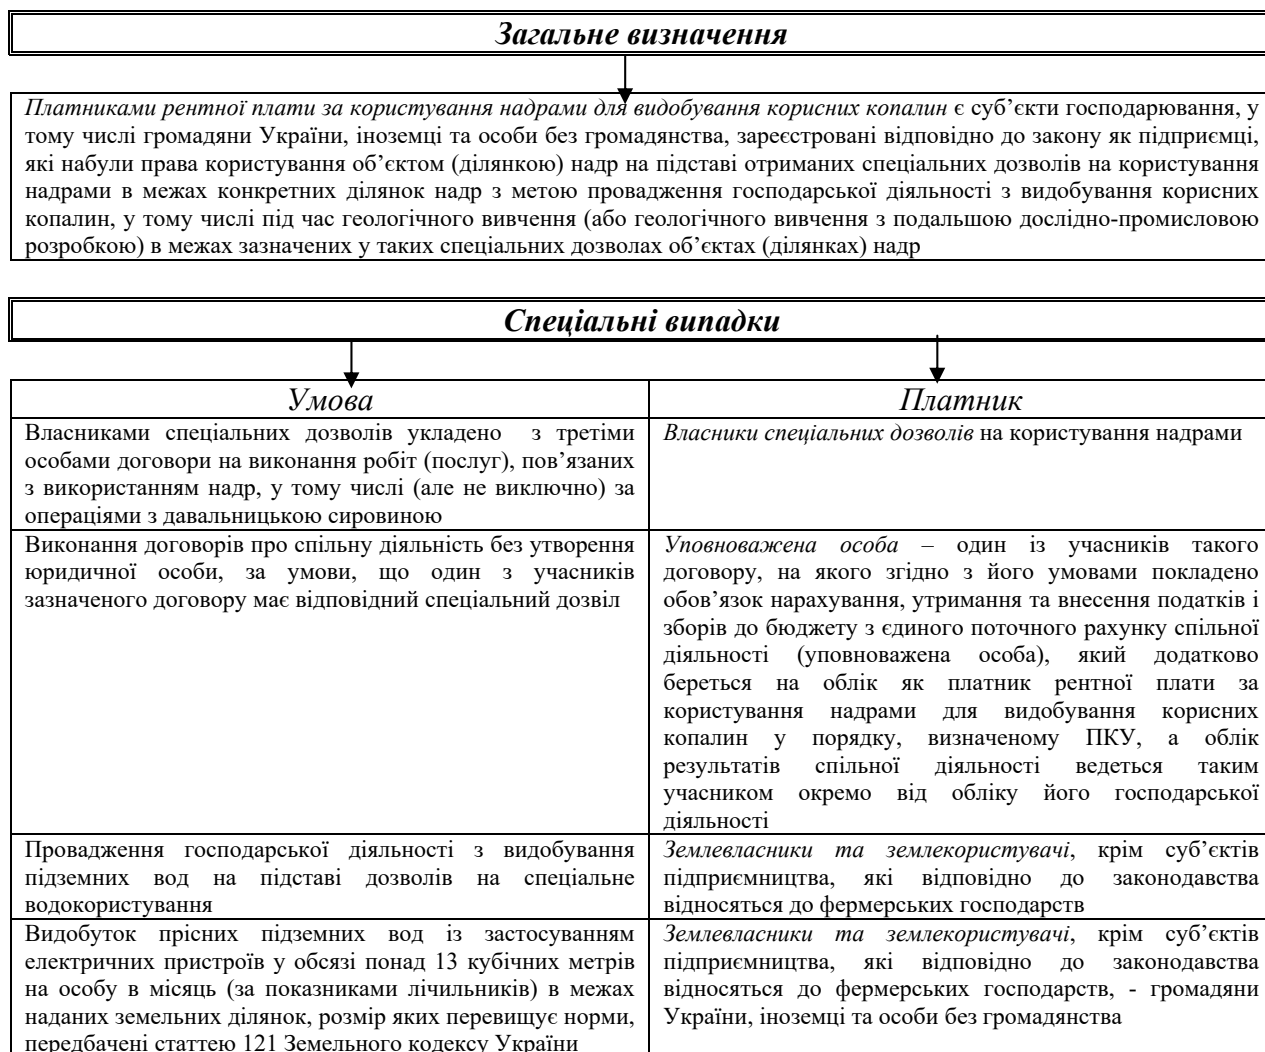 Загальне визначення
Платниками рентної плати за користування надрами для видобування корисних копалин є суб’єкти господарювання, у
тому числі громадяни України, іноземці та особи без громадянства, зареєстровані відповідно до закону як підприємці,
які набули права користування об’єктом (ділянкою) надр на підставі отриманих спеціальних дозволів на користування
надрами в межах конкретних ділянок надр з метою провадження господарської діяльності з видобування корисних
копалин, у тому числі під час геологічного вивчення (або геологічного вивчення з подальшою дослідно-промисловою
розробкою) в межах зазначених у таких спеціальних дозволах об’єктах (ділянках) надр
Спеціальні випадки
Умова
Платник
Власниками спеціальних дозволів укладено з третіми
особами договори на виконання робіт (послуг), пов’язаних
з використанням надр, у тому числі (але не виключно) за
операціями з давальницькою сировиною
Власники спеціальних дозволів на користування надрами
Виконання договорів про спільну діяльність без утворення
юридичної особи, за умови, що один з учасників
зазначеного договору має відповідний спеціальний дозвіл
Уповноважена особа – один із учасників такого
договору, на якого згідно з його умовами покладено
обов’язок нарахування, утримання та внесення податків і
зборів до бюджету з єдиного поточного рахунку спільної
діяльності (уповноважена особа), який додатково
береться на облік як платник рентної плати за
користування надрами для видобування корисних
копалин у порядку, визначеному ПКУ, а облік
результатів спільної діяльності ведеться таким
учасником окремо від обліку його господарської
діяльності
Провадження господарської діяльності з видобування
підземних вод на підставі дозволів на спеціальне
водокористування
Землевласники та землекористувачі, крім суб’єктів
підприємництва, які відповідно до законодавства
відносяться до фермерських господарств
Видобуток прісних підземних вод із застосуванням
електричних пристроїв у обсязі понад 13 кубічних метрів
на особу в місяць (за показниками лічильників) в межах
наданих земельних ділянок, розмір яких перевищує норми,
передбачені статтею 121 Земельного кодексу України
Землевласники та землекористувачі, крім суб’єктів
підприємництва, які відповідно до законодавства
відносяться до фермерських господарств, - громадяни
України, іноземці та особи без громадянства